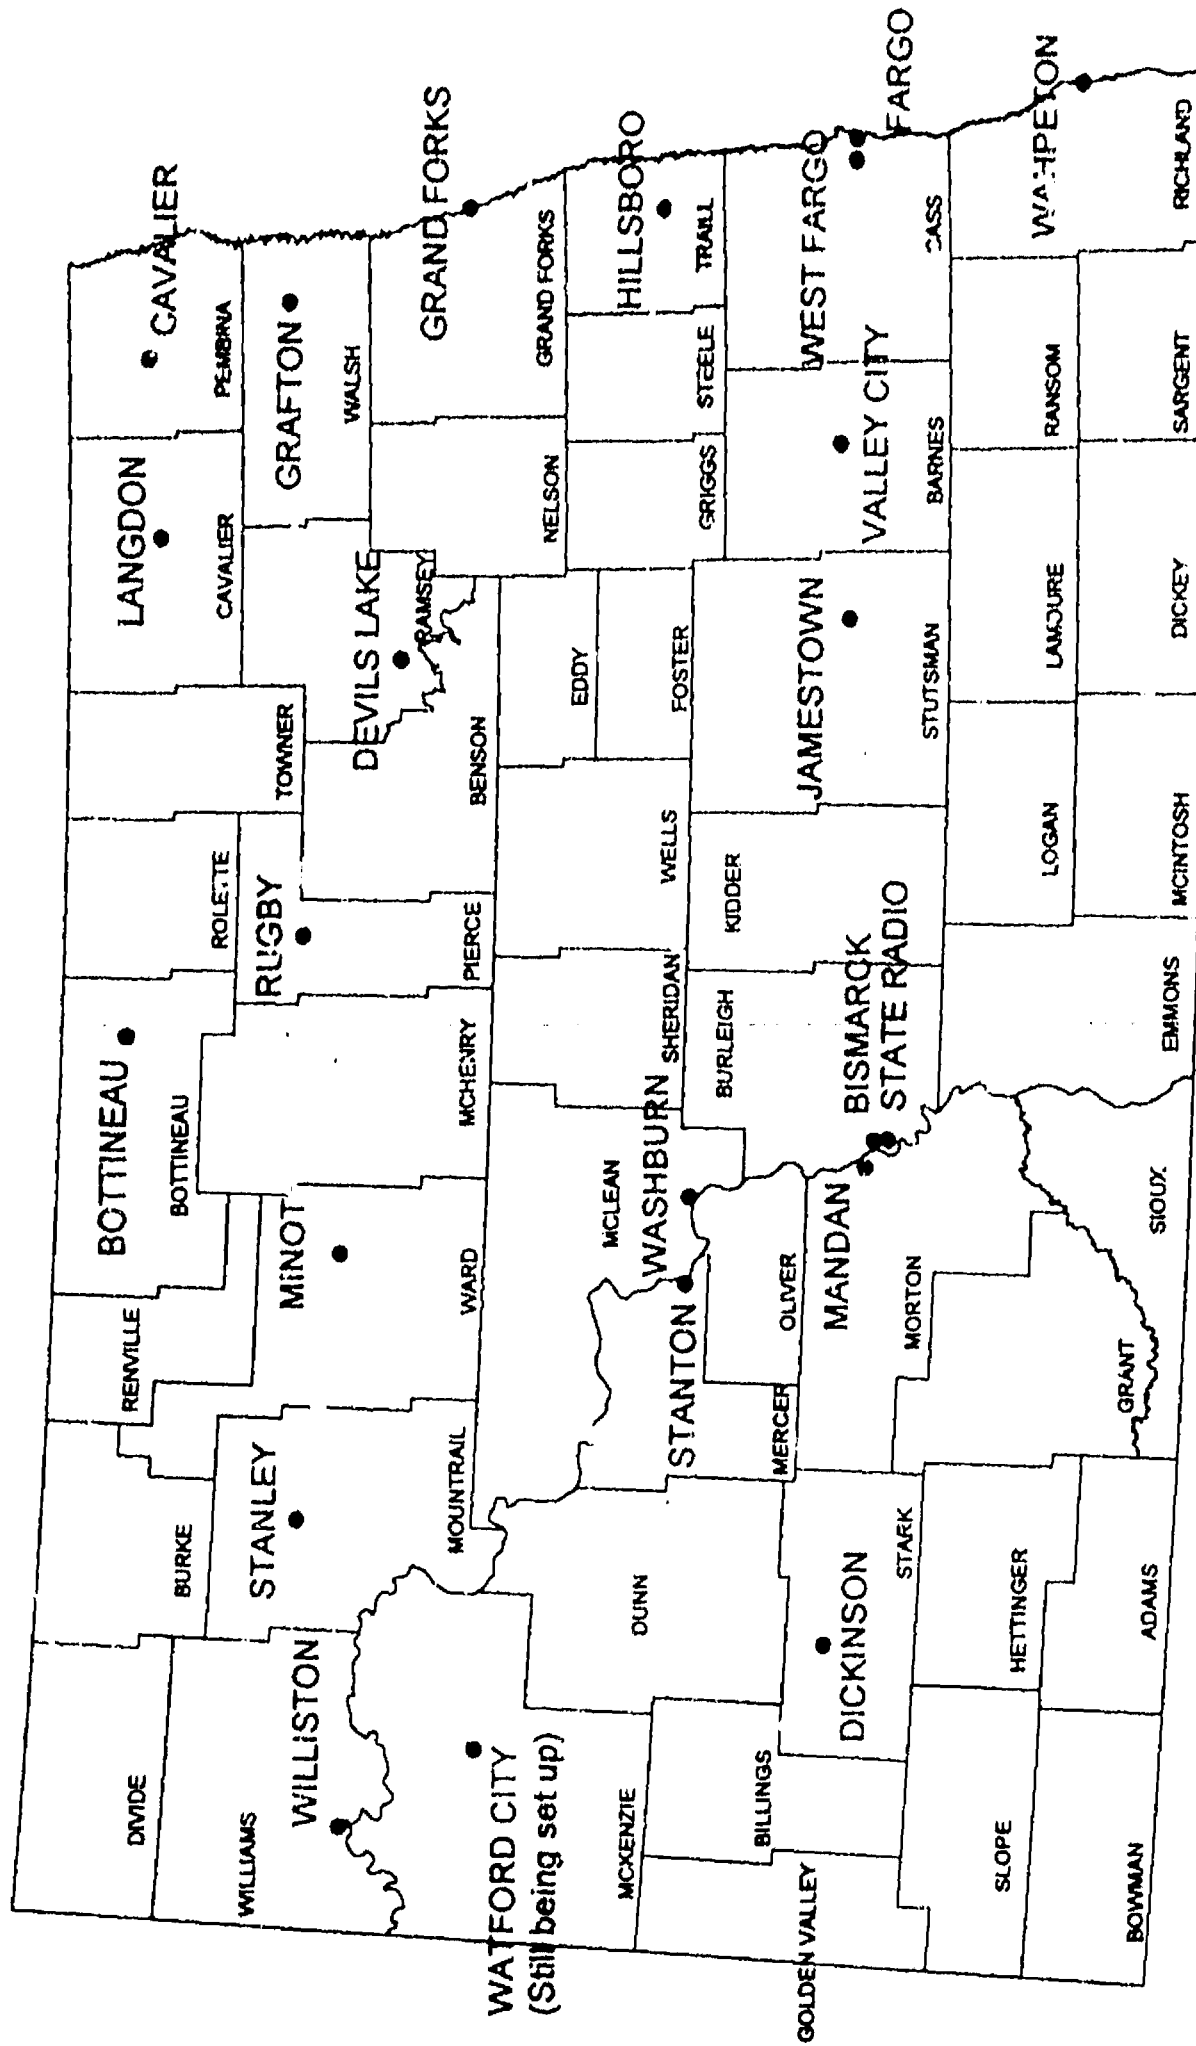 DIVIDE
BURKE
RENVILLE
BOTTINEAU
BOTTINEAU
ROLETTE
TOWNER
LANGDON
CAVALIER
CAVALIER
PEMBINA
WILLIAMS
WILLISTON
STANLEY
MOUNTRAIL
MINOT
WARD
MCHENRY
RUGBY
PIERCE
BENSON
DEVILS LAKE
RAMSEY
GRAFTON
WALSH
GRAND FORKS
GRAND FORKS
NELSON
WATFORD CITY
(Still being set up)
MCKENZIE
DUNN
MCLEAN
WASHBURN
STANTON
MERCER
OLIVER
SHERIDAN
WELLS
EDDY
FOSTER
GRIGGS
STEELE
HILLSBORO
TRAILL
GOLDEN VALLEY
BILLINGS
DICKINSON
STARK
MANDAN
MORTON
BURLEIGH
BISMARCK
STATE RADIO
KIDDER
JAMESTOWN
STUTSMAN
VALLEY CITY
BARNES
WEST FARGO
FARGO
CASS
SLOPE
HETTINGER
GRANT
SIOUX
EMMONS
LOGAN
LAMOURE
RANSOM
WAHPETON
RICHLAND
BOWMAN
ADAMS
MCINTOSH
DICKEY
SARGENT